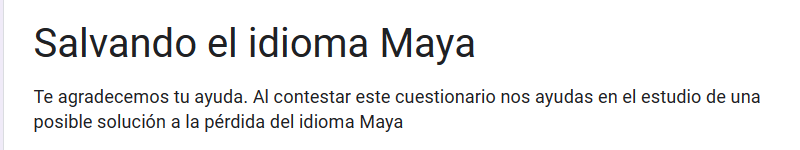 Salvando el idioma Maya
Te agradecemos tu ayuda. Al contestar este cuestionario nos ayudas en el estudio de una
posible solución a la pérdida del idioma Maya